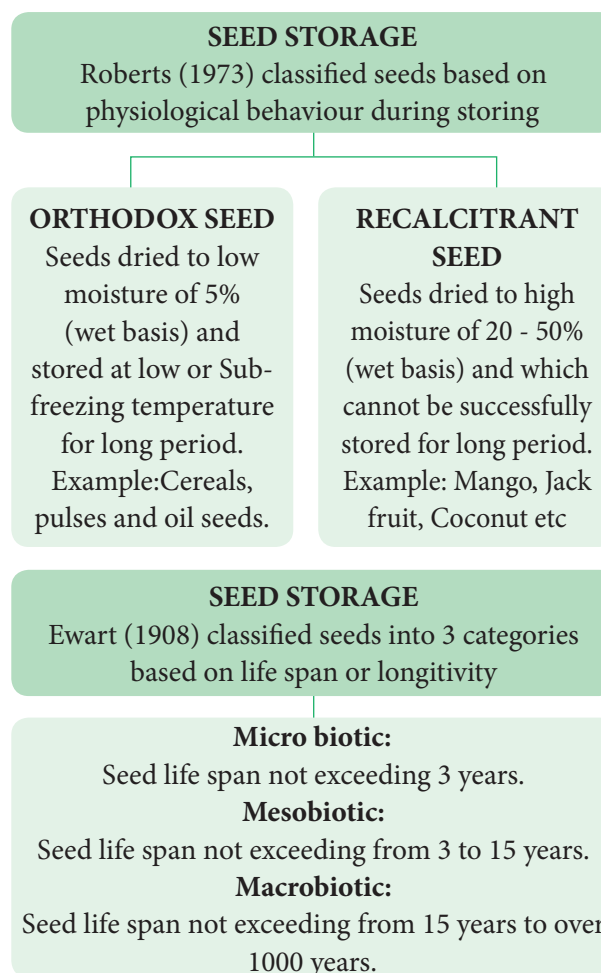 SEED STORAGE
Roberts (1973) classified seeds based on
physiological behaviour during storing
ORTHODOX SEED
Seeds dried to low
moisture of 5%
(wet basis) and
stored at low or Sub-
freezing temperature
for long period.
Example:Cereals,
pulses and oil seeds.
RECALCITRANT
SEED
Seeds dried to high
moisture of 20 - 50%
(wet basis) and which
cannot be successfully
stored for long period.
Example: Mango, Jack
fruit, Coconut etc
SEED STORAGE
Ewart (1908) classified seeds into 3 categories
based on life span or longitivity
Micro biotic:
Seed life span not exceeding 3 years.
Mesobiotic:
Seed life span not exceeding from 3 to 15 years.
Macrobiotic:
Seed life span not exceeding from 15 years to over
1000 years.